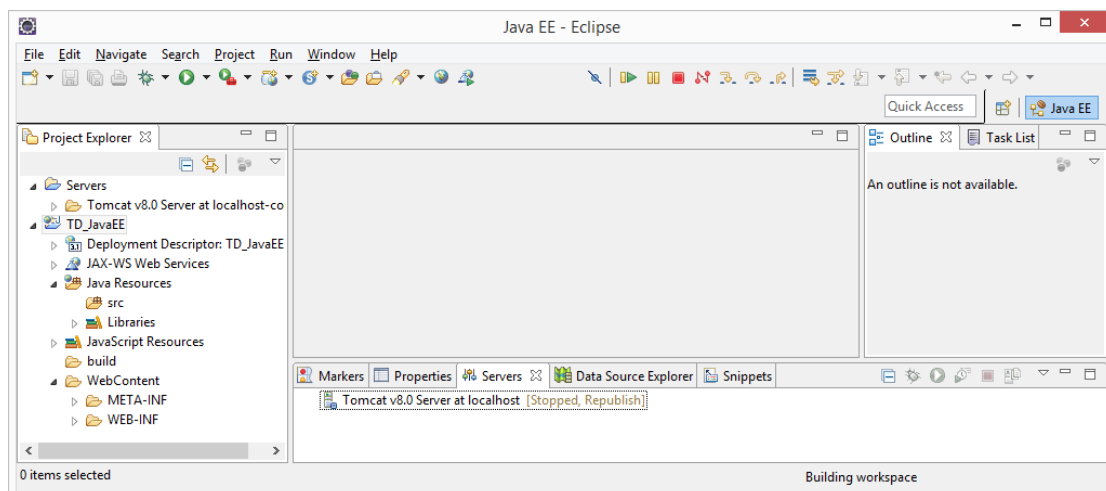 Java EE - Eclipse
File Edit Navigate Search Project Run Window Help
Quick Access
Java EE
Project Explorer
Servers
Tomcat v8.0 Server at localhost-co
TD_JavaEE
3.1 Deployment Descriptor: TD_JavaEE
JAX-WS Web Services
Java Resources
src
Libraries
JavaScript Resources
build
WebContent
META-INF
WEB-INF
Outline Task List
An outline is not available.
Markers Properties Servers Data Source Explorer Snippets
Tomcat v8.0 Server at localhost [Stopped, Republish]
0 items selected
Building workspace